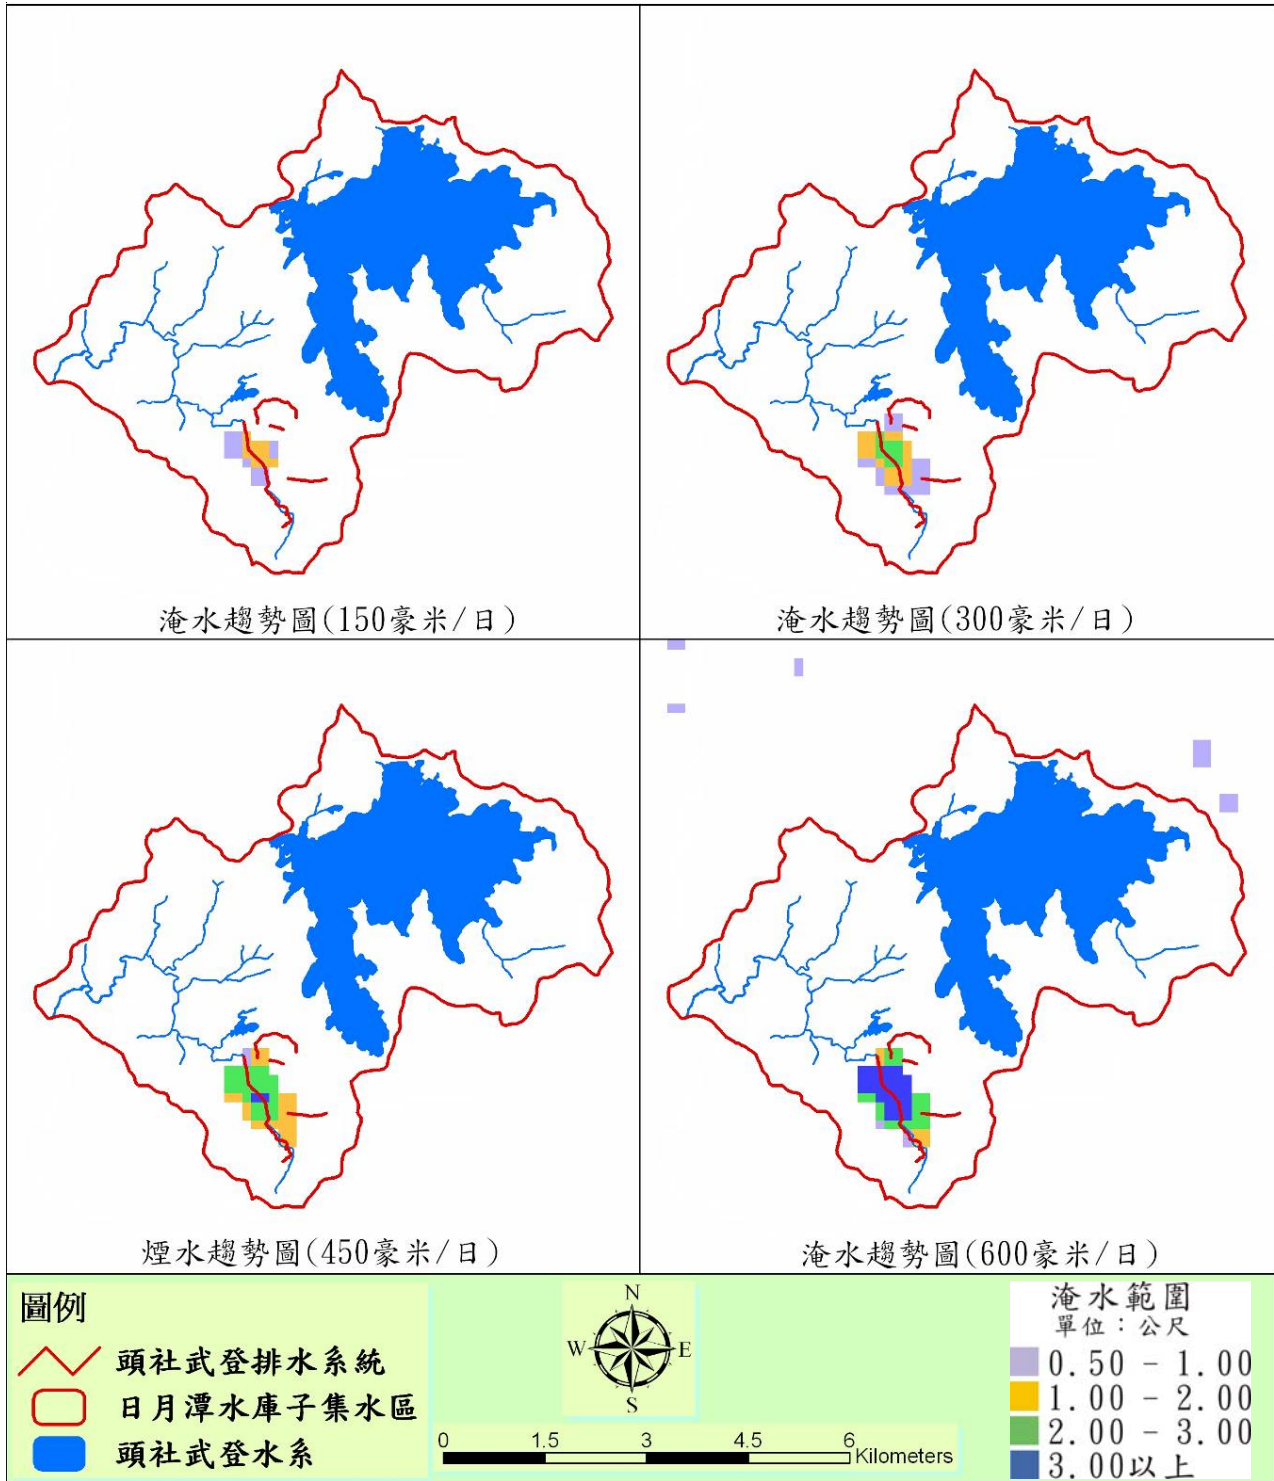 淹水趨勢圖(150豪米/日)
淹水趨勢圖(300豪米/日)
煙水趨勢圖(450豪米/日)
淹水趨勢圖(600豪米/日)
圖例
頭社武登排水系統
日月潭水庫子集水區
頭社武登水系
N
W E
S
0 1.5 3 4.5 6
Kilometers
淹水範圍
單位：公尺
0.50 - 1.00
1.00 - 2.00
2.00 - 3.00
3.00以上